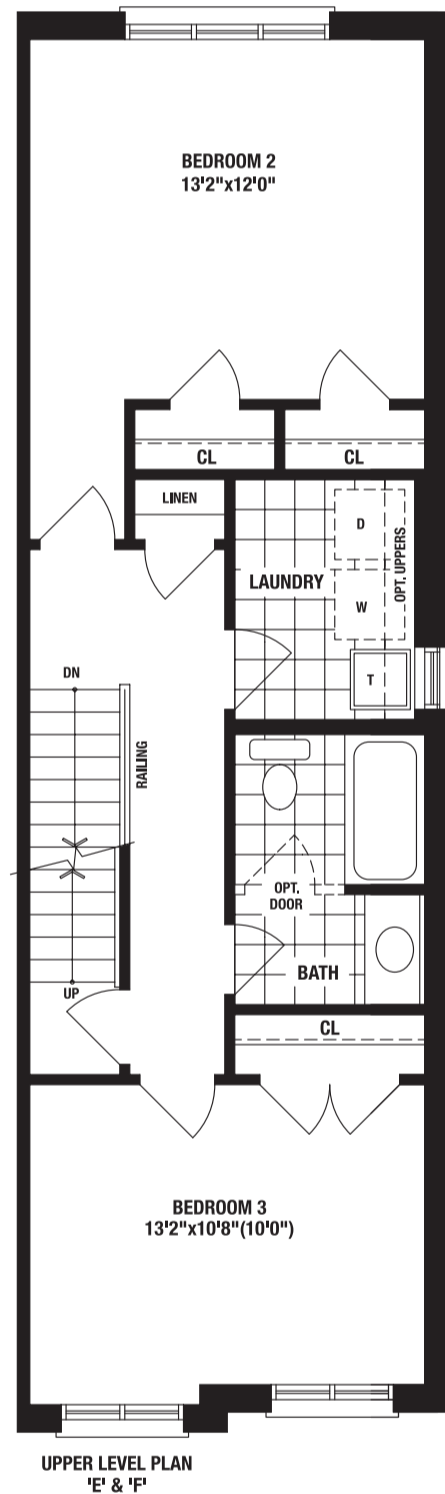 BEDROOM 2
13'2"x12'0"
CL
CL
LINEN
D
LAUNDRY
OPT. UPPERS
W
DN
T
RAILING
OPT.
DOOR
BATH
UP
CL
BEDROOM 3
13'2"x10'8"(10'0")
UPPER LEVEL PLAN
'E' & 'F'